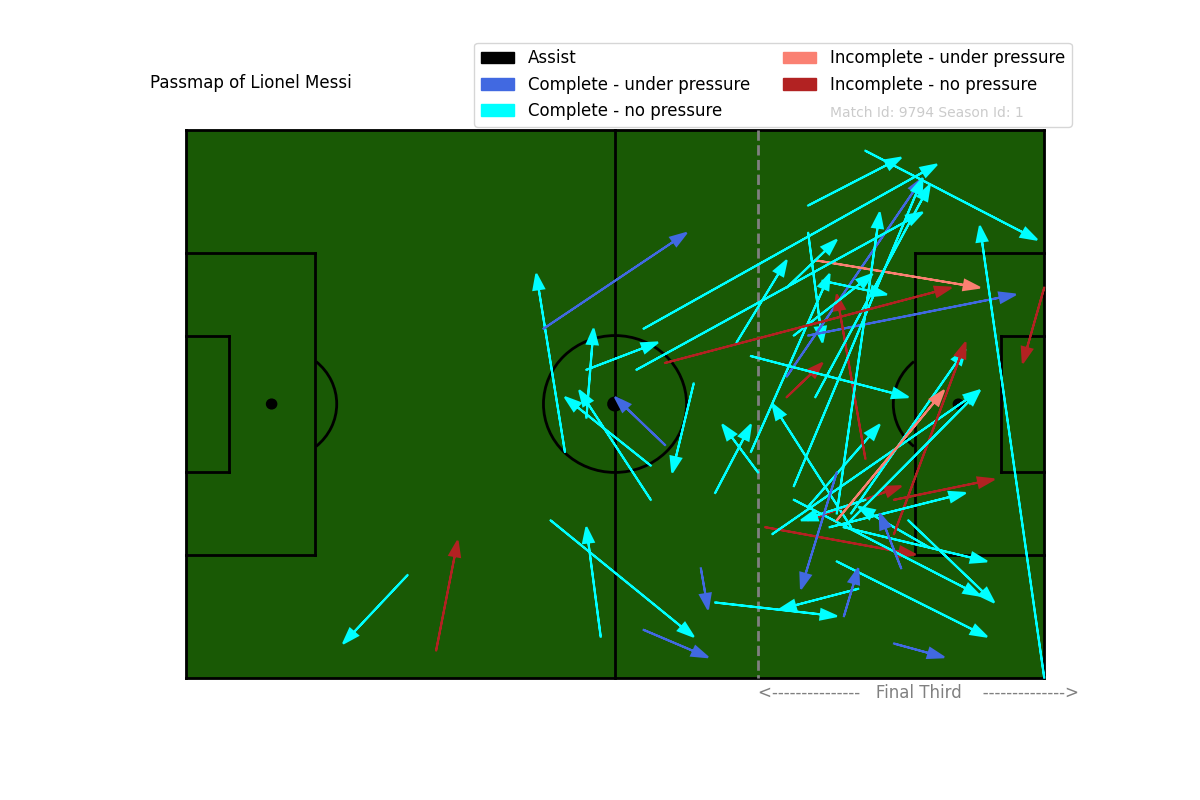 Passmap of Lionel Messi
Assist
Complete - under pressure
Complete - no pressure
Incomplete - under pressure
Incomplete - no pressure
Match Id: 9794 Season Id: 1
<--------------- Final Third -------------->